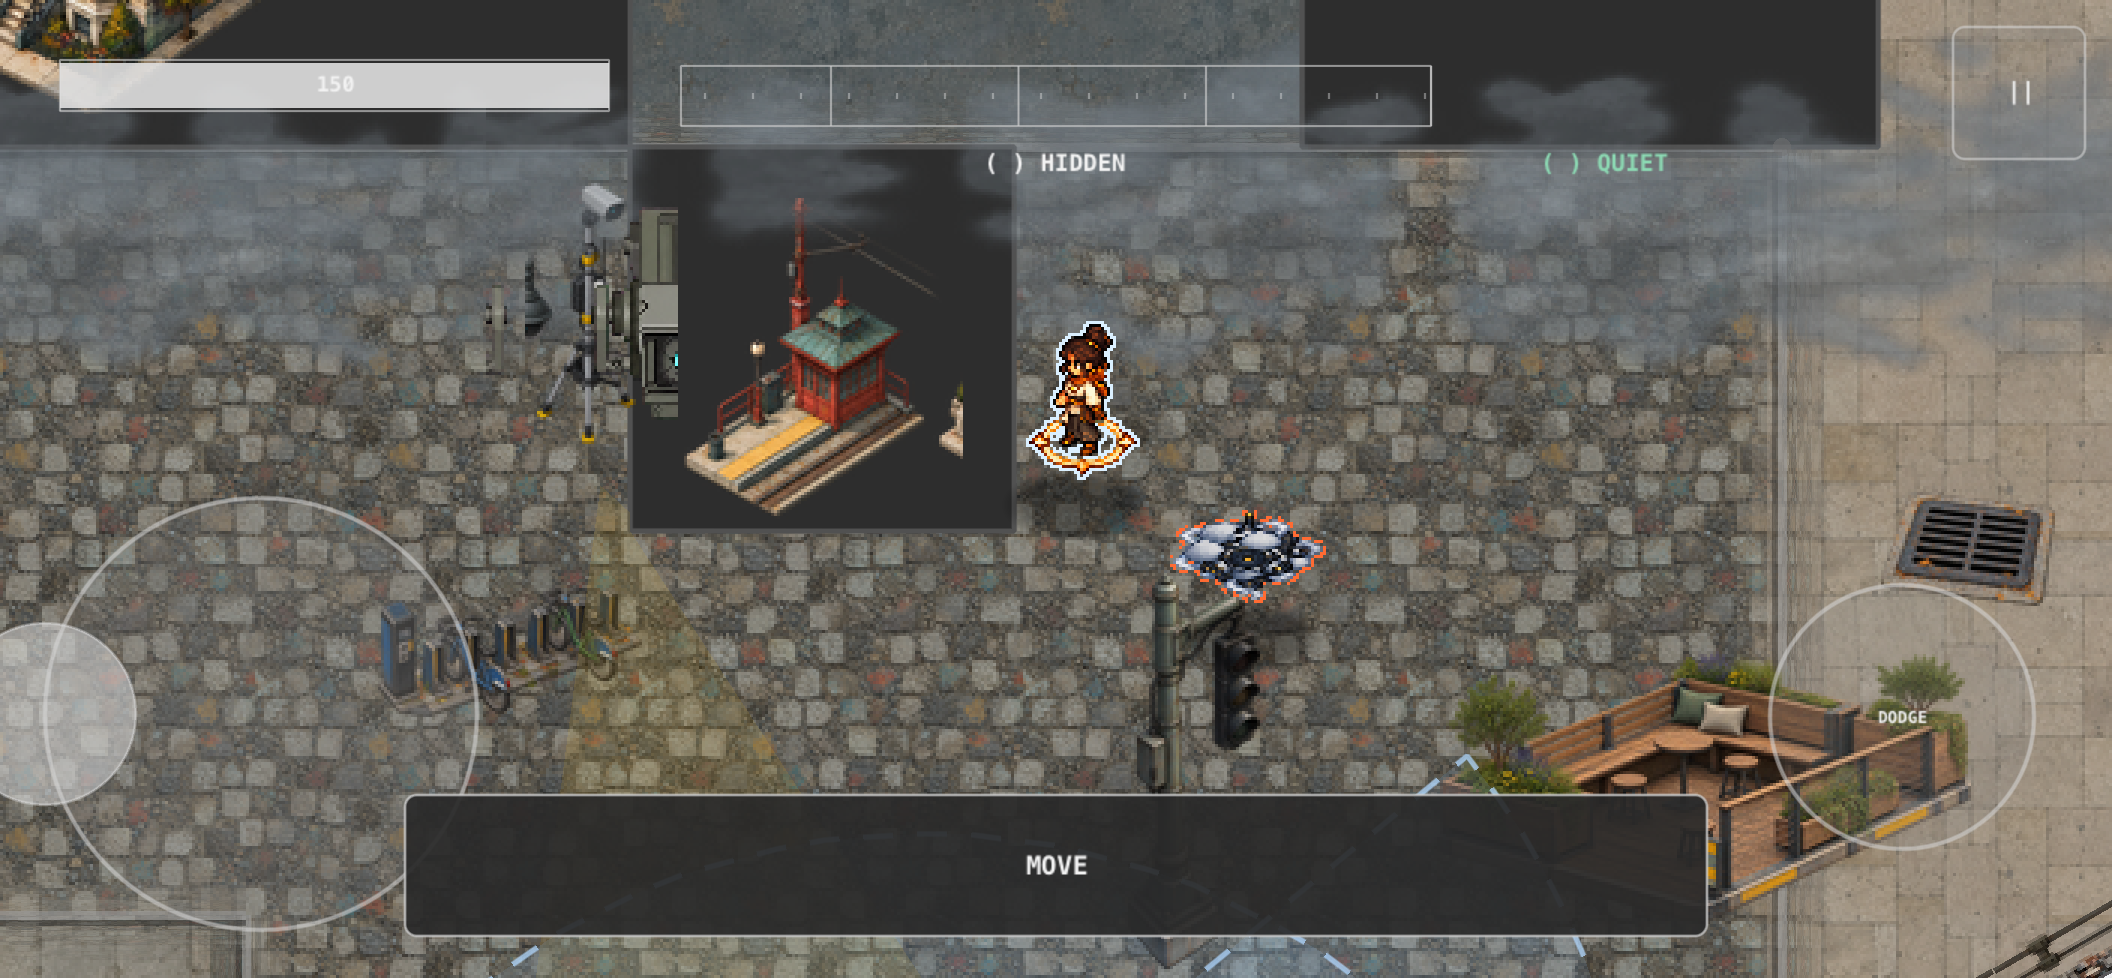 150
( ) HIDDEN
( ) QUIET
DODGE
MOVE